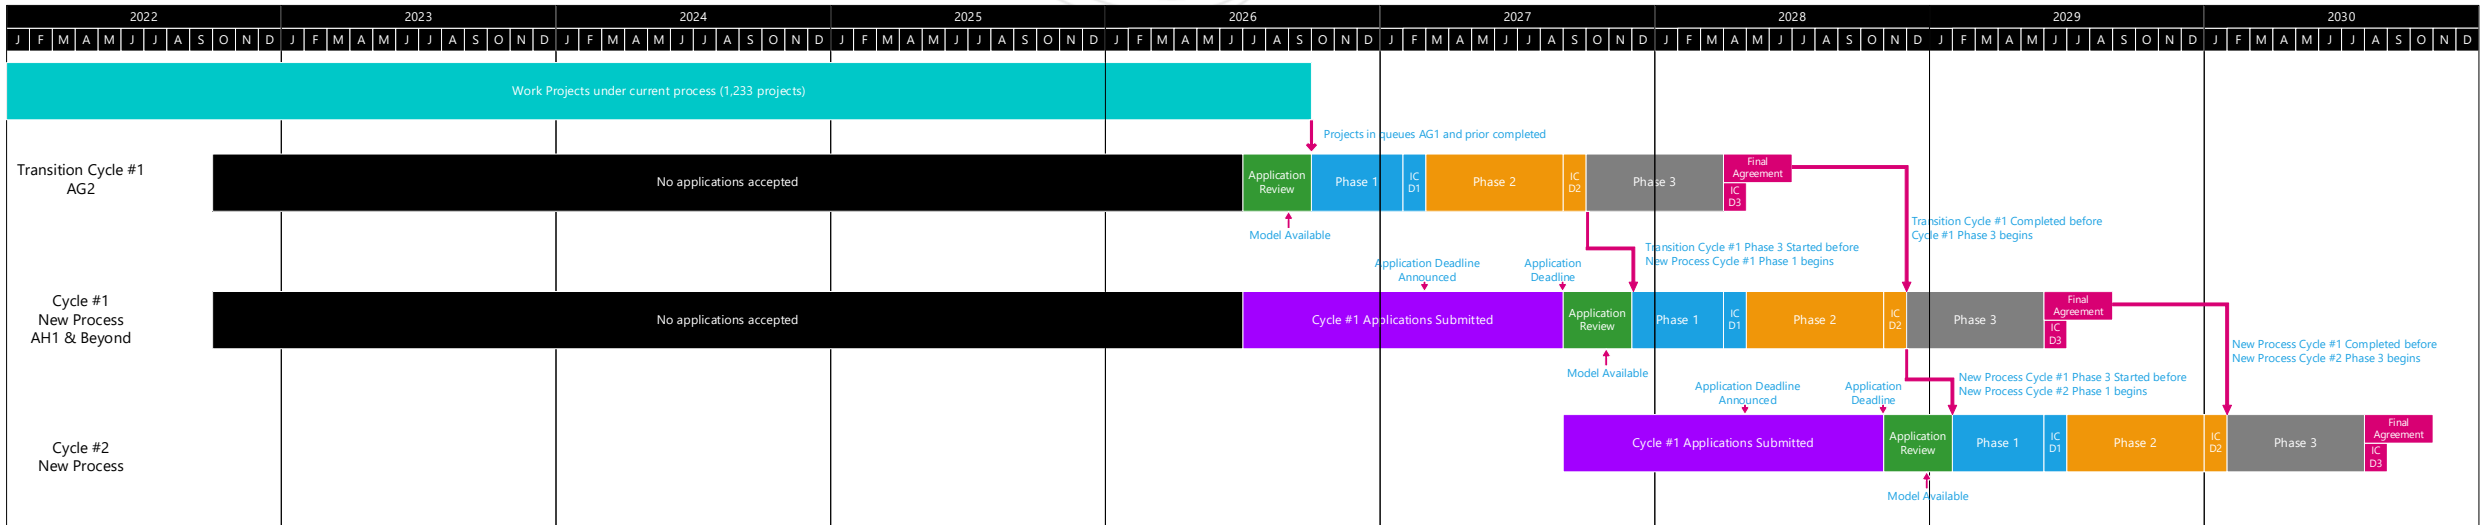 2022 2023 2024 2025 2026 2027 2028 2029 2030
J F M A M J J A S O N D J F M A M J J A S O N D J F M A M J J A S O N D J F M A M J J A S O N D J F M A M J J A S O N D J F M A M J J A S O N D J F M A M J J A S O N D J F M A M J J A S O N D J F M A M J J A S O N D
Work Projects under current process (1,233 projects)
Projects in queues AG1 and prior completed
Transition Cycle #1
AG2
No applications accepted
Application
Review
Phase 1
IC
D1
Phase 2
IC
D2
Phase 3
Final
Agreement
IC
D3
Model Available
Transition Cycle #1 Completed before
Cycle #1 Phase 3 begins
Transition Cycle #1 Phase 3 Started before
New Process Cycle #1 Phase 1 begins
Application Deadline
Announced
Application
Deadline
Cycle #1
New Process
AH1 & Beyond
No applications accepted
Cycle #1 Applications Submitted
Application
Review
Phase 1
IC
D1
Phase 2
IC
D2
Phase 3
Final
Agreement
IC
D3
Model Available
New Process Cycle #1 Completed before
New Process Cycle #2 Phase 3 begins
New Process Cycle #1 Phase 3 Started before
New Process Cycle #2 Phase 1 begins
Application Deadline
Announced
Application
Deadline
Cycle #2
New Process
Cycle #1 Applications Submitted
Application
Review
Phase 1
IC
D1
Phase 2
IC
D2
Phase 3
Final
Agreement
IC
D3
Model Available